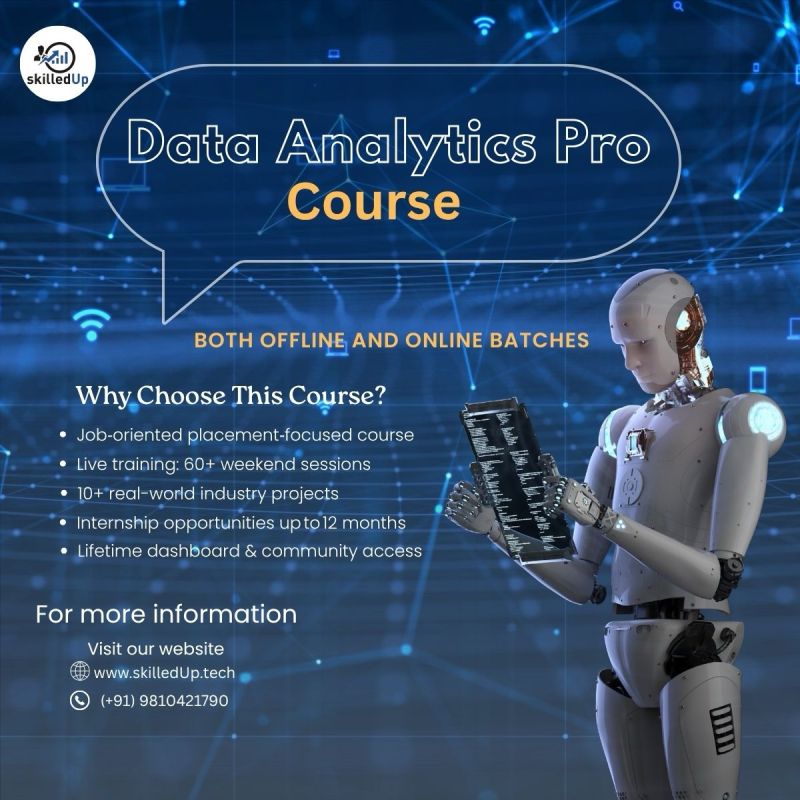 skilledUp
Data Analytics Pro
Course
BOTH OFFLINE AND ONLINE BATCHES
Why Choose This Course?
• Job-oriented placement-focused course
• Live training: 60+ weekend sessions
• 10+ real-world industry projects
• Internship opportunities up to 12 months
• Lifetime dashboard & community access
For more information
Visit our website
www.skilledUp.tech
(+91) 9810421790